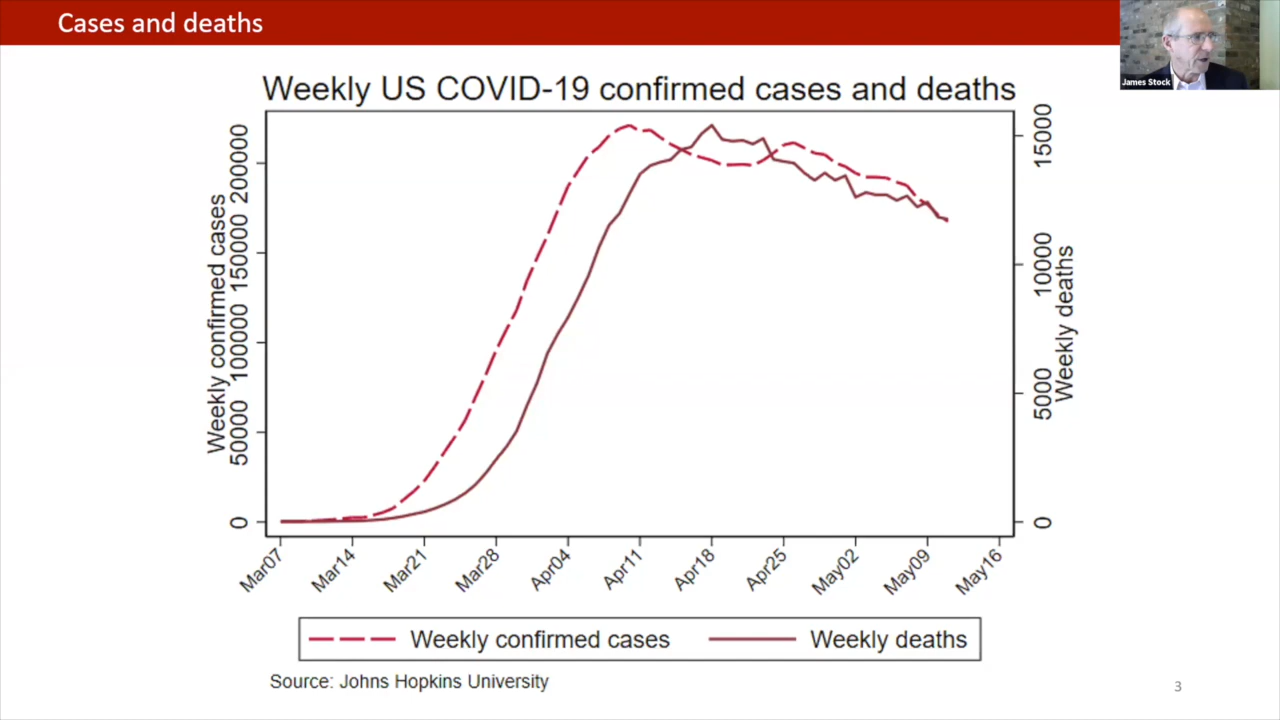 Cases and deaths
James Stock
Weekly US COVID-19 confirmed cases and deaths
Weekly confirmed cases
0 50000 100000 150000 200000
0 5000 10000 15000
Weekly deaths
Mar07 Mar14 Mar21 Mar28 Apr04 Apr11 Apr18 Apr25 May02 May09 May16
Weekly confirmed cases Weekly deaths
Source: Johns Hopkins University
3